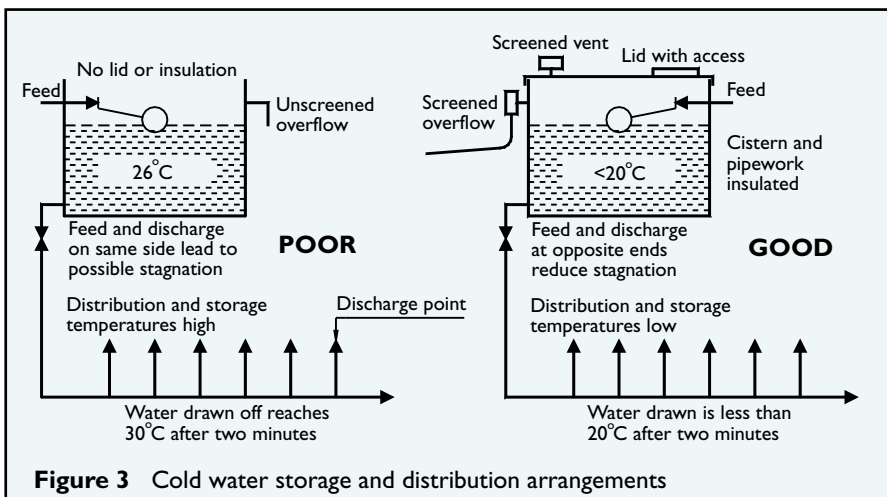 No lid or insulation
Feed
Unscreened
overflow
26°C
Feed and discharge
on same side lead to
possible stagnation
POOR
Distribution and storage
temperatures high
Discharge point
Water drawn off reaches
30°C after two minutes
Screened vent
Lid with access
Screened
overflow
Feed
<20°C
Cistern and
pipework
insulated
Feed and discharge
at opposite ends
reduce stagnation
GOOD
Distribution and storage
temperatures low
Water drawn is less than
20°C after two minutes
Figure 3 Cold water storage and distribution arrangements